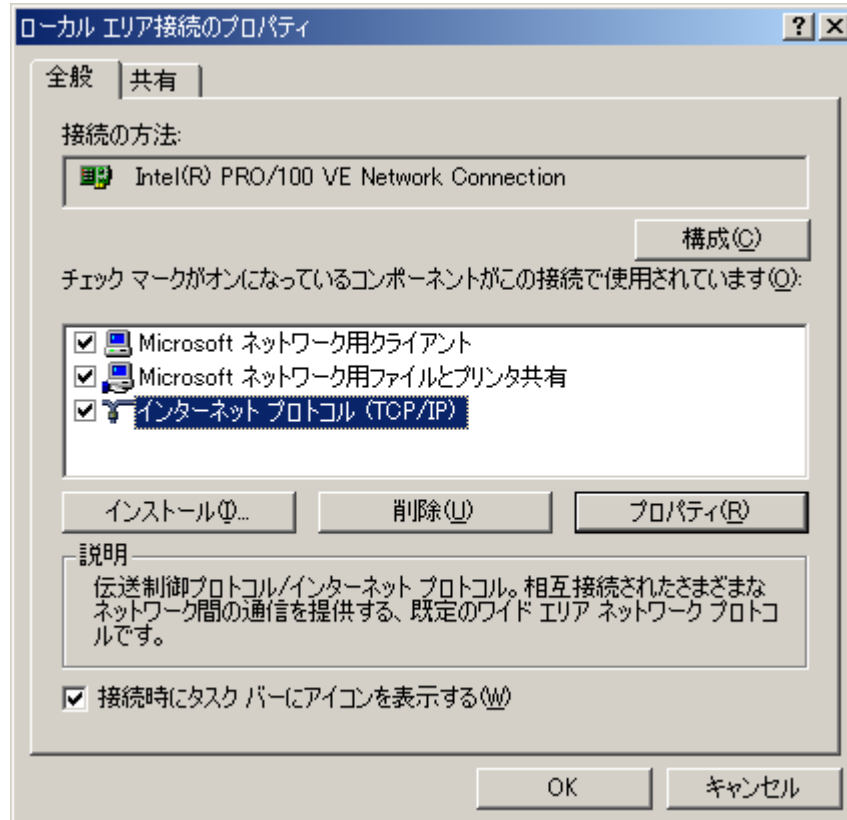 ローカル エリア接続のプロパティ
全般 共有
接続の方法:
Intel(R) PRO/100 VE Network Connection
構成(C)
チェック マークがオンになっているコンポーネントがこの接続で使用されています(O):
Microsoft ネットワーク用クライアント
Microsoft ネットワーク用ファイルとプリンタ共有
インターネット プロトコル (TCP/IP)
インストール(I)... 削除(U) プロパティ(R)
説明
伝送制御プロトコル/インターネット プロトコル。相互接続されたさまざまな
ネットワーク間の通信を提供する、既定のワイド エリア ネットワーク プロトコ
ルです。
接続時にタスク バーにアイコンを表示する(W)
OK キャンセル